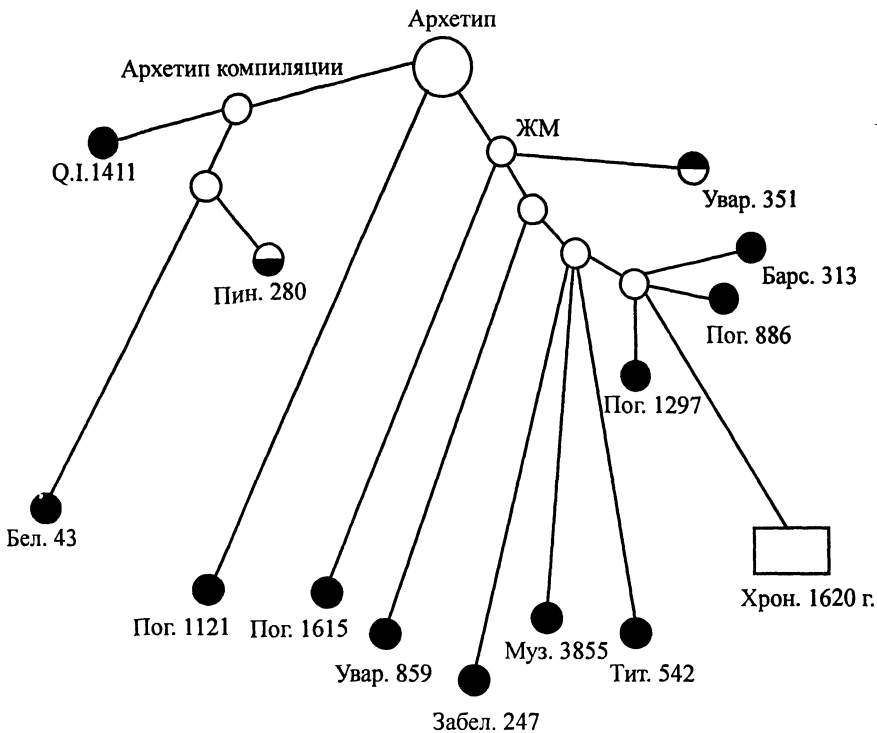 Архетип
Архетип компиляции
ЖМ
Q.I.1411
Увар. 351
Пин. 280
Барс. 313
Пог. 886
Пог. 1297
Бел. 43
Хрон. 1620 г.
Пог. 1121
Пог. 1615
Увар. 859
Муз. 3855
Тит. 542
Забел. 247